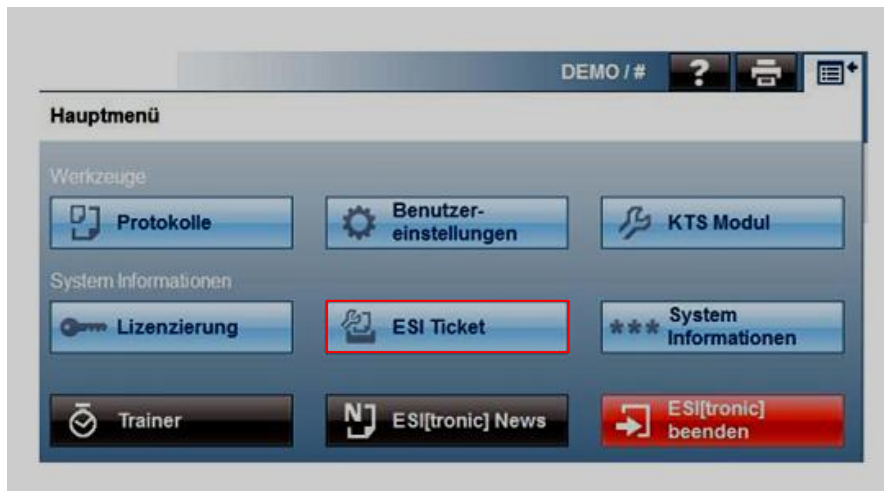 DEMO / # ?
Hauptmenü
Werkzeuge
Protokolle
Benutzer-
einstellungen
KTS Modul
System Informationen
Lizenzierung
ESI Ticket
***
System
Informationen
Trainer
N
ESI[tronic] News
ESI[tronic]
beenden